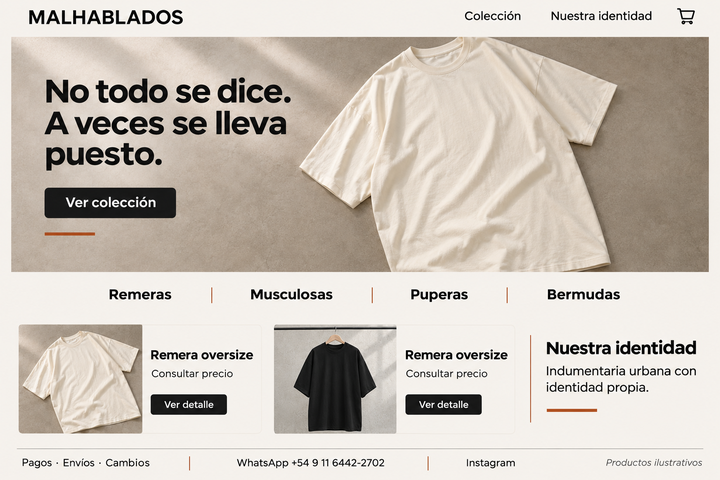 MALHABLADOS
Colección
Nuestra identidad
No todo se dice.
A veces se lleva
puesto.
Ver colección
Remeras
Musculosas
Puperas
Bermudas
Remera oversize
Consultar precio
Ver detalle
Remera oversize
Consultar precio
Ver detalle
Nuestra identidad
Indumentaria urbana con
identidad propia.
Pagos · Envíos · Cambios
WhatsApp +54 9 11 6442-2702
Instagram
Productos ilustrativos